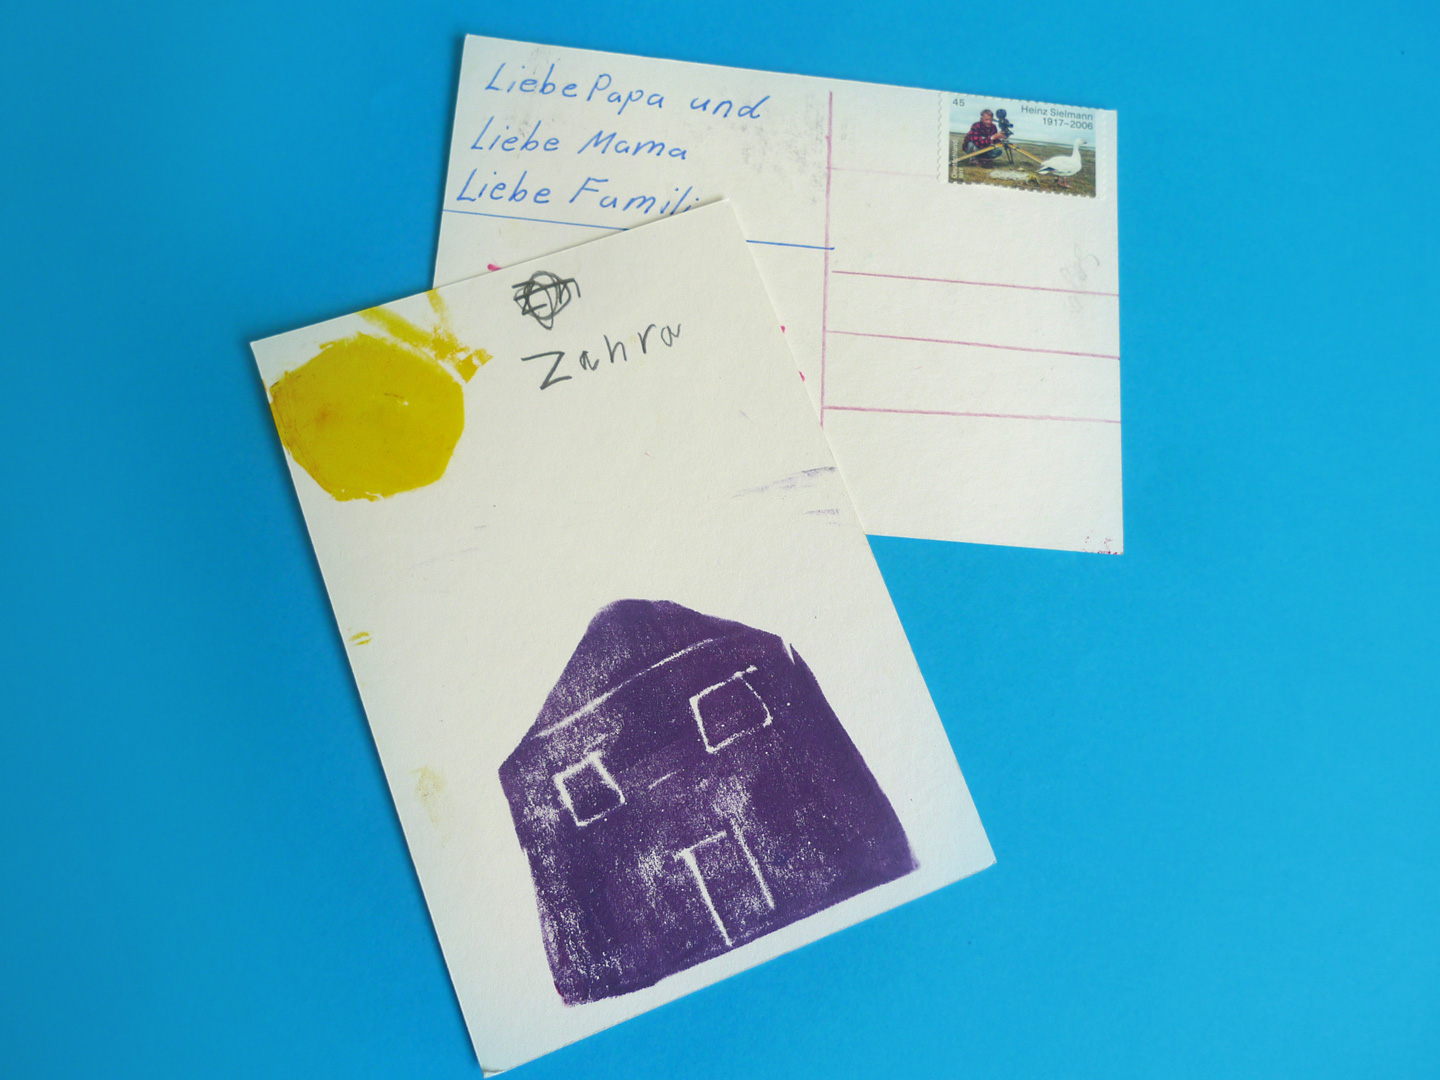 Liebe Papa und
Liebe Mama
Liebe Famili
45
Heinz Sielmann
1917–2006
Zahra